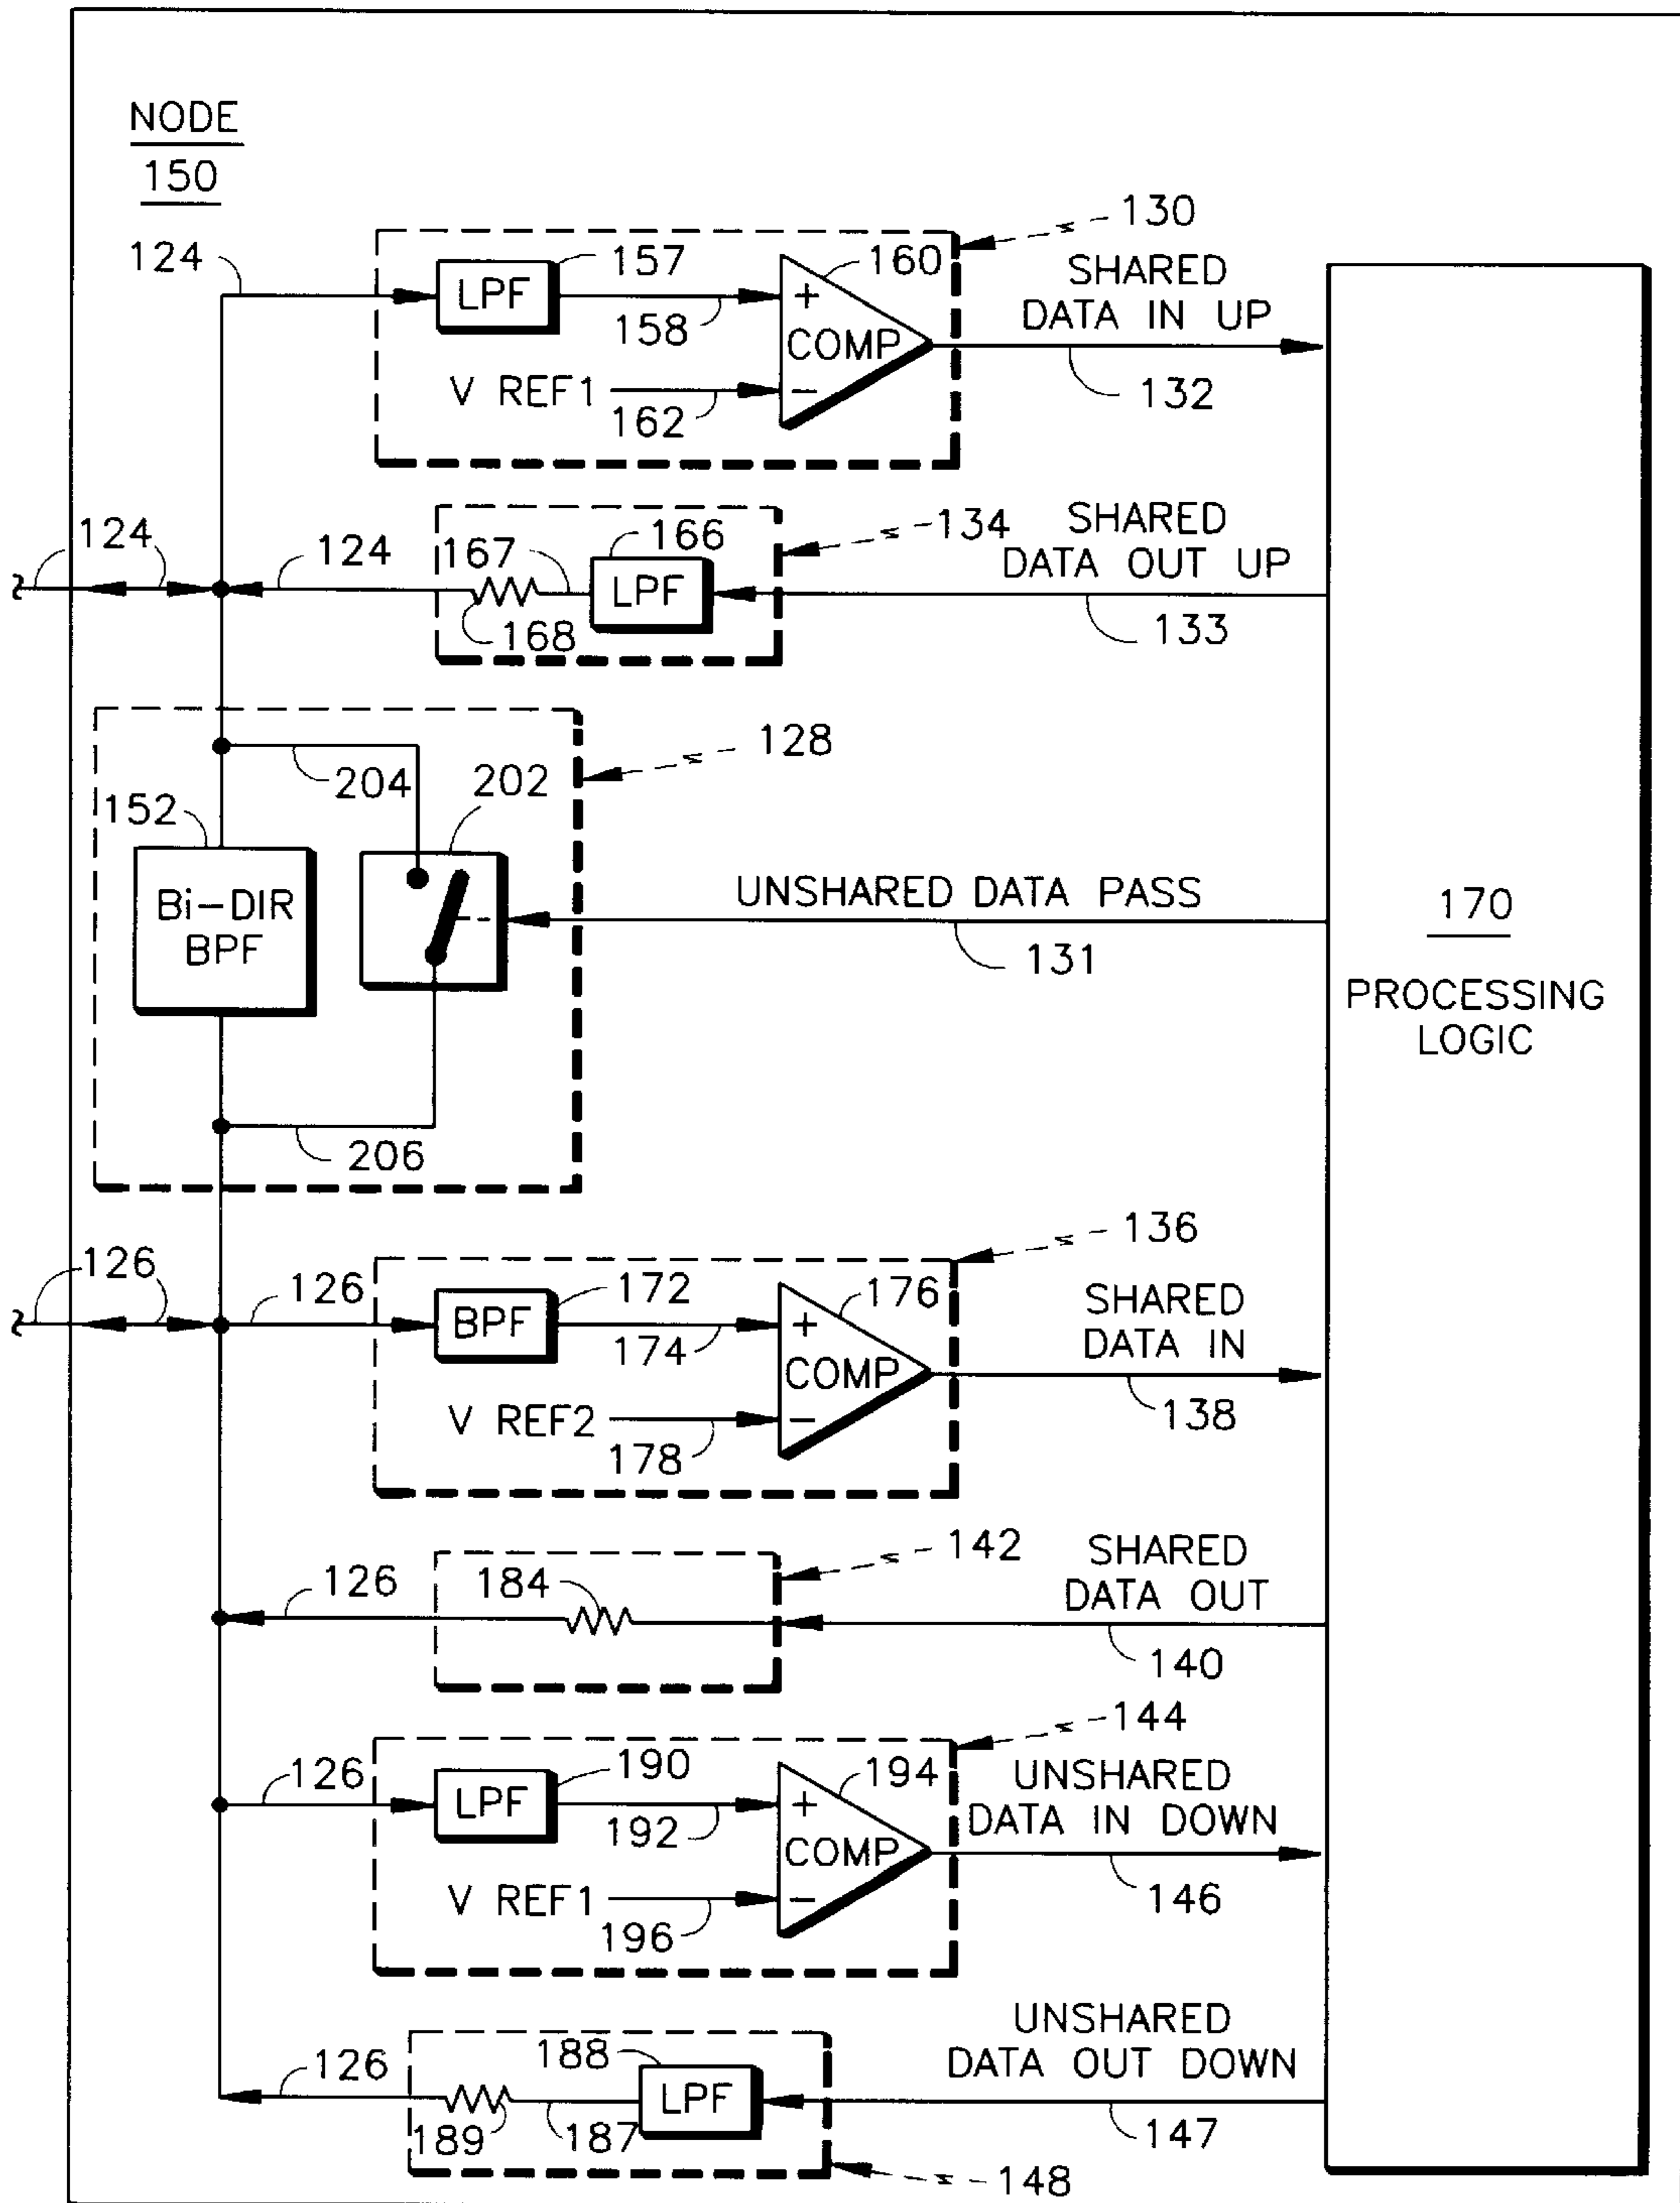 NODE
150
130
124
LPF
157
160
SHARED
DATA IN UP
+
158
COMP
V REF1
162
−
132
124
124
167
166
134
SHARED
DATA OUT UP
LPF
168
133
128
204
202
152
Bi-DIR
BPF
UNSHARED DATA PASS
131
170
PROCESSING
LOGIC
206
136
126
126
BPF
172
176
SHARED
DATA IN
+
174
COMP
V REF2
178
−
138
142
126
184
SHARED
DATA OUT
140
144
126
LPF
190
194
UNSHARED
DATA IN DOWN
+
192
COMP
V REF1
196
−
146
126
188
UNSHARED
DATA OUT DOWN
LPF
189
187
147
148